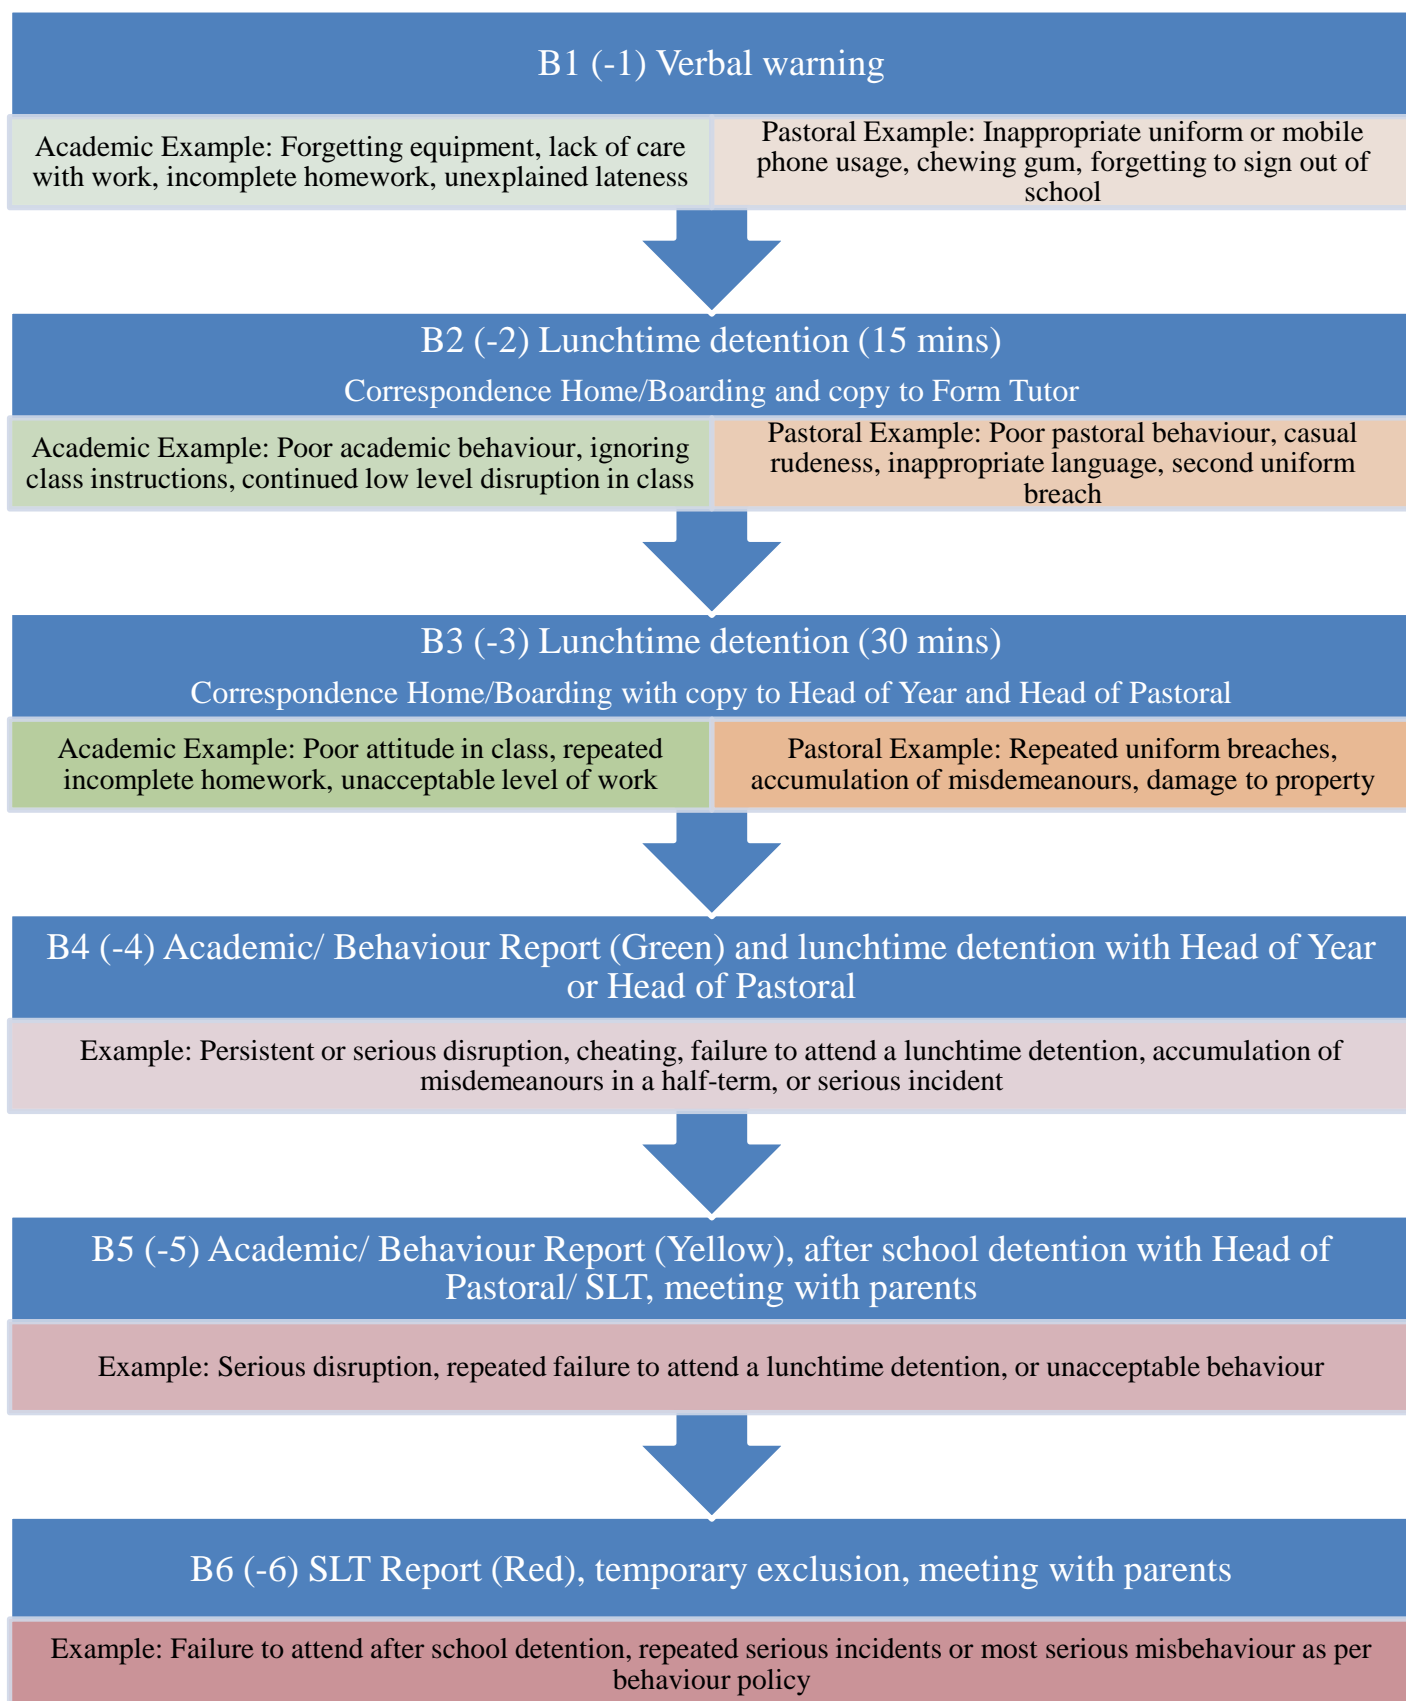 B1 (-1) Verbal warning
Academic Example: Forgetting equipment, lack of care
with work, incomplete homework, unexplained lateness
Pastoral Example: Inappropriate uniform or mobile
phone usage, chewing gum, forgetting to sign out of
school
B2 (-2) Lunchtime detention (15 mins)
Correspondence Home/Boarding and copy to Form Tutor
Academic Example: Poor academic behaviour, ignoring
class instructions, continued low level disruption in class
Pastoral Example: Poor pastoral behaviour, casual
rudeness, inappropriate language, second uniform
breach
B3 (-3) Lunchtime detention (30 mins)
Correspondence Home/Boarding with copy to Head of Year and Head of Pastoral
Academic Example: Poor attitude in class, repeated
incomplete homework, unacceptable level of work
Pastoral Example: Repeated uniform breaches,
accumulation of misdemeanours, damage to property
B4 (-4) Academic/ Behaviour Report (Green) and lunchtime detention with Head of Year
or Head of Pastoral
Example: Persistent or serious disruption, cheating, failure to attend a lunchtime detention, accumulation of
misdemeanours in a half-term, or serious incident
B5 (-5) Academic/ Behaviour Report (Yellow), after school detention with Head of
Pastoral/ SLT, meeting with parents
Example: Serious disruption, repeated failure to attend a lunchtime detention, or unacceptable behaviour
B6 (-6) SLT Report (Red), temporary exclusion, meeting with parents
Example: Failure to attend after school detention, repeated serious incidents or most serious misbehaviour as per
behaviour policy